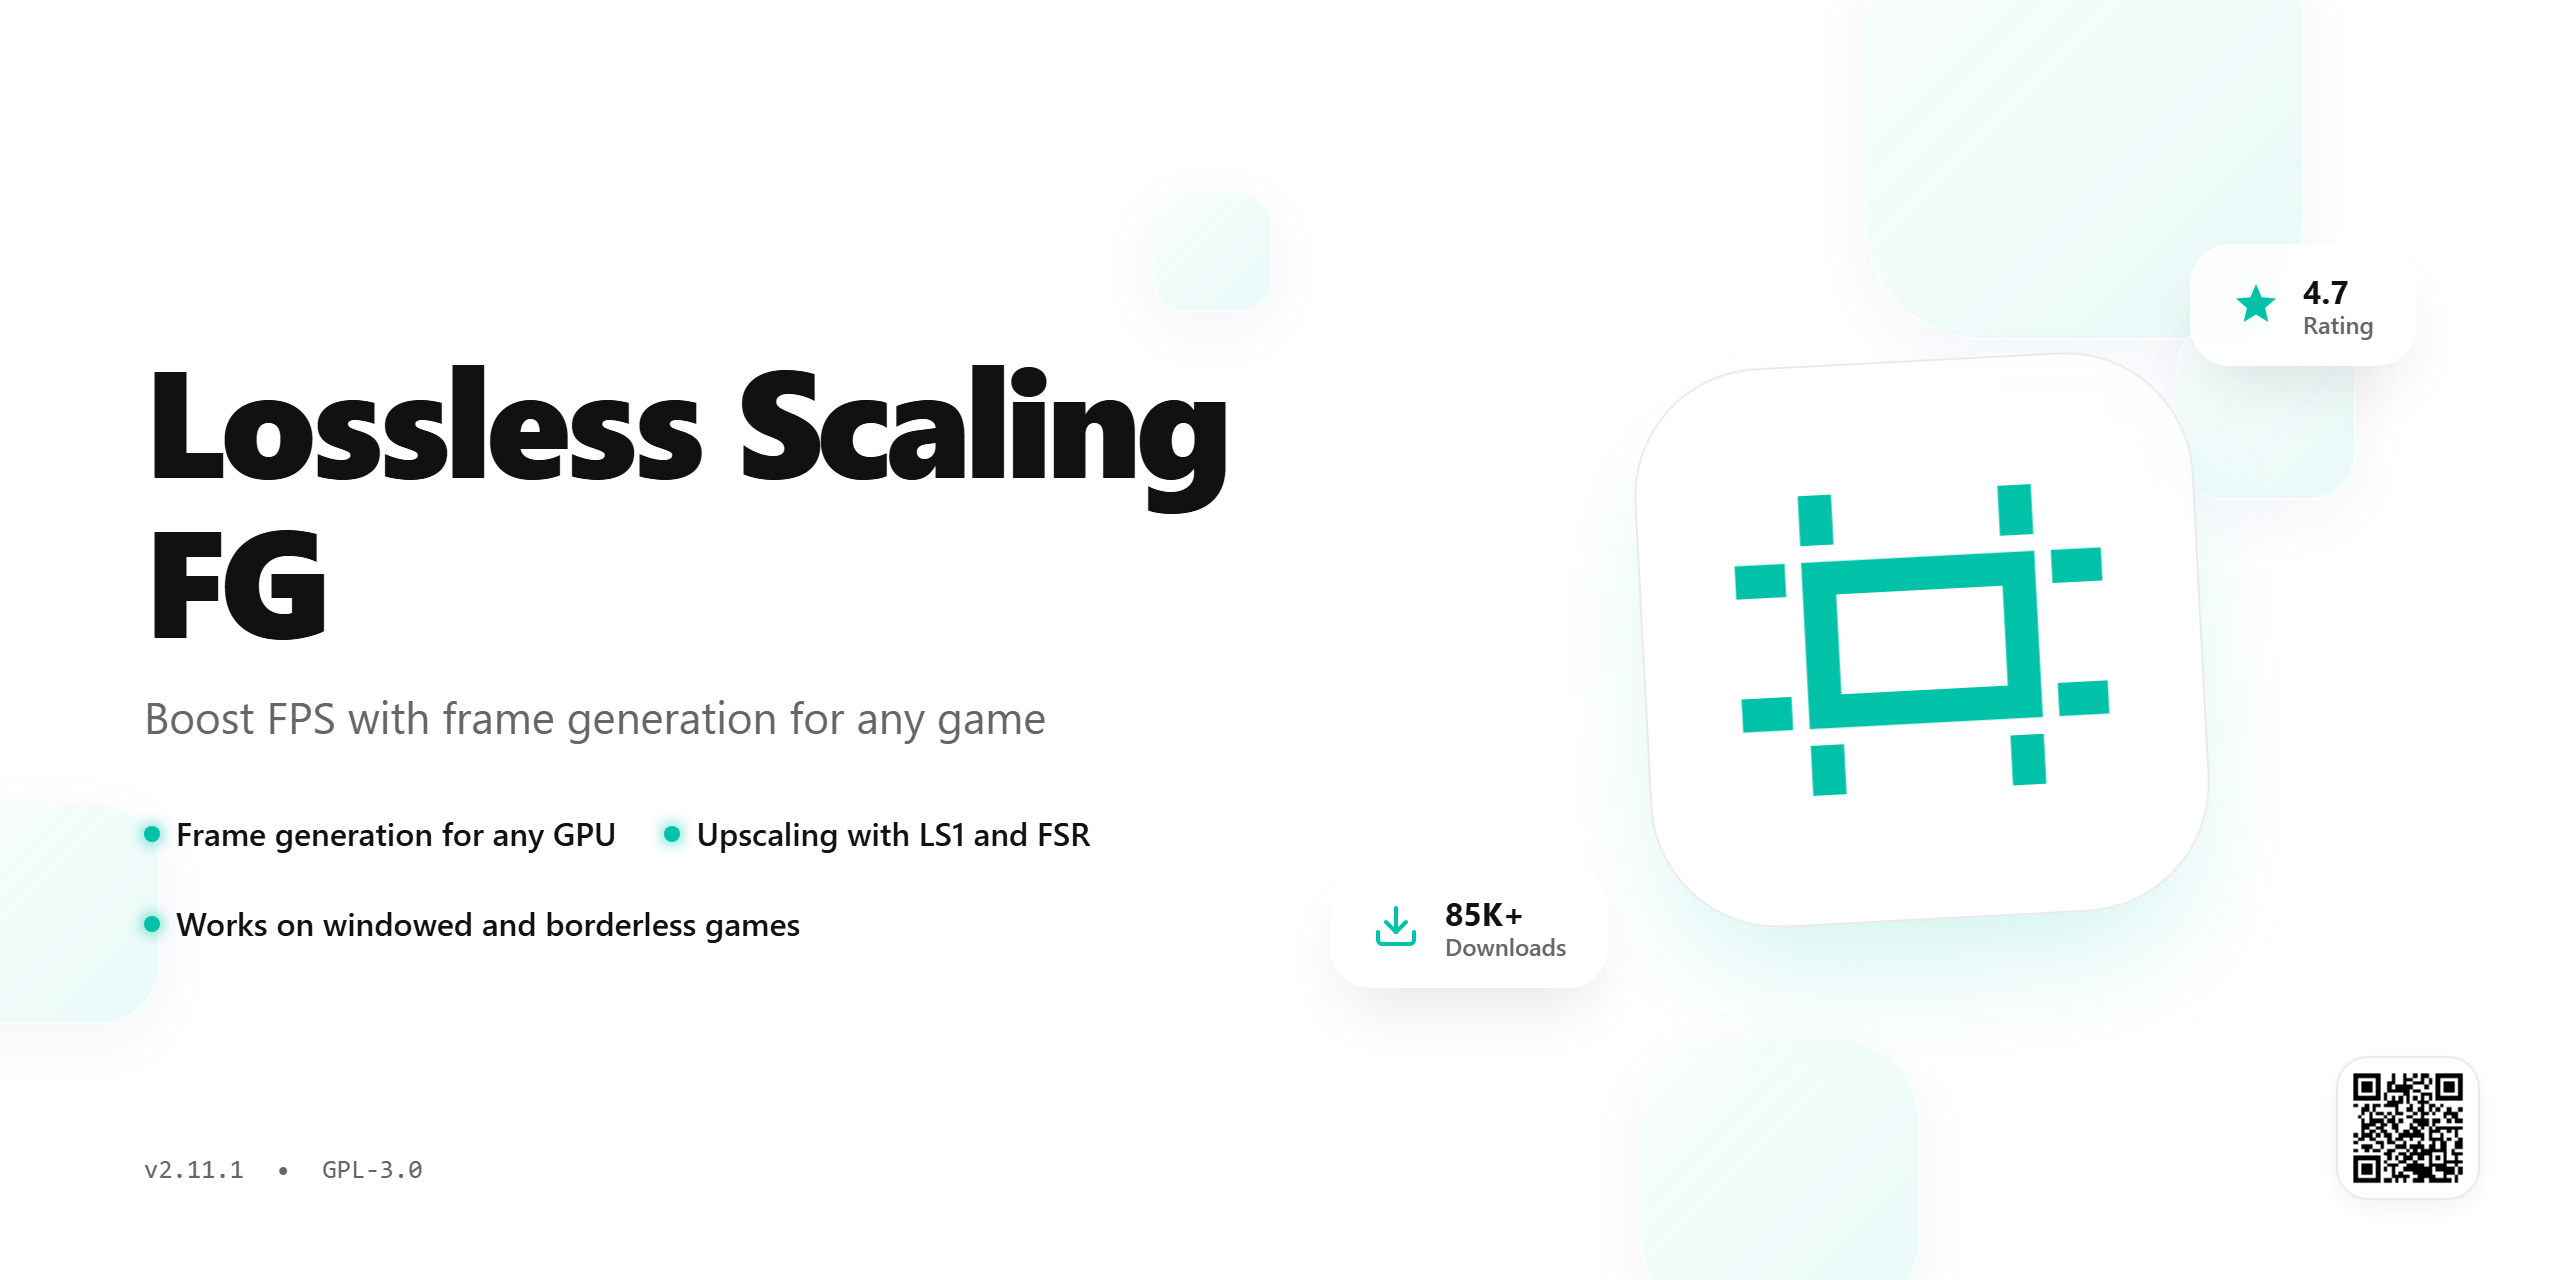 Lossless Scaling
FG
Boost FPS with frame generation for any game
Frame generation for any GPU
Upscaling with LS1 and FSR
Works on windowed and borderless games
v2.11.1 • GPL-3.0
4.7
Rating
85K+
Downloads